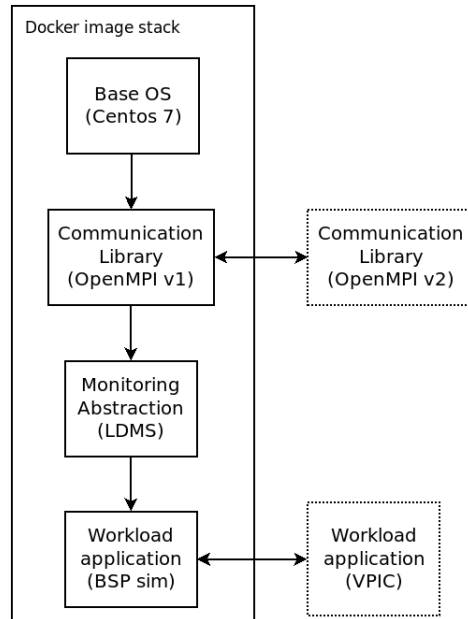 Docker image stack
Base OS
(Centos 7)
Communication
Library
(OpenMPI v1)
Communication
Library
(OpenMPI v2)
Monitoring
Abstraction
(LDMS)
Workload
application
(BSP sim)
Workload
application
(VPIC)